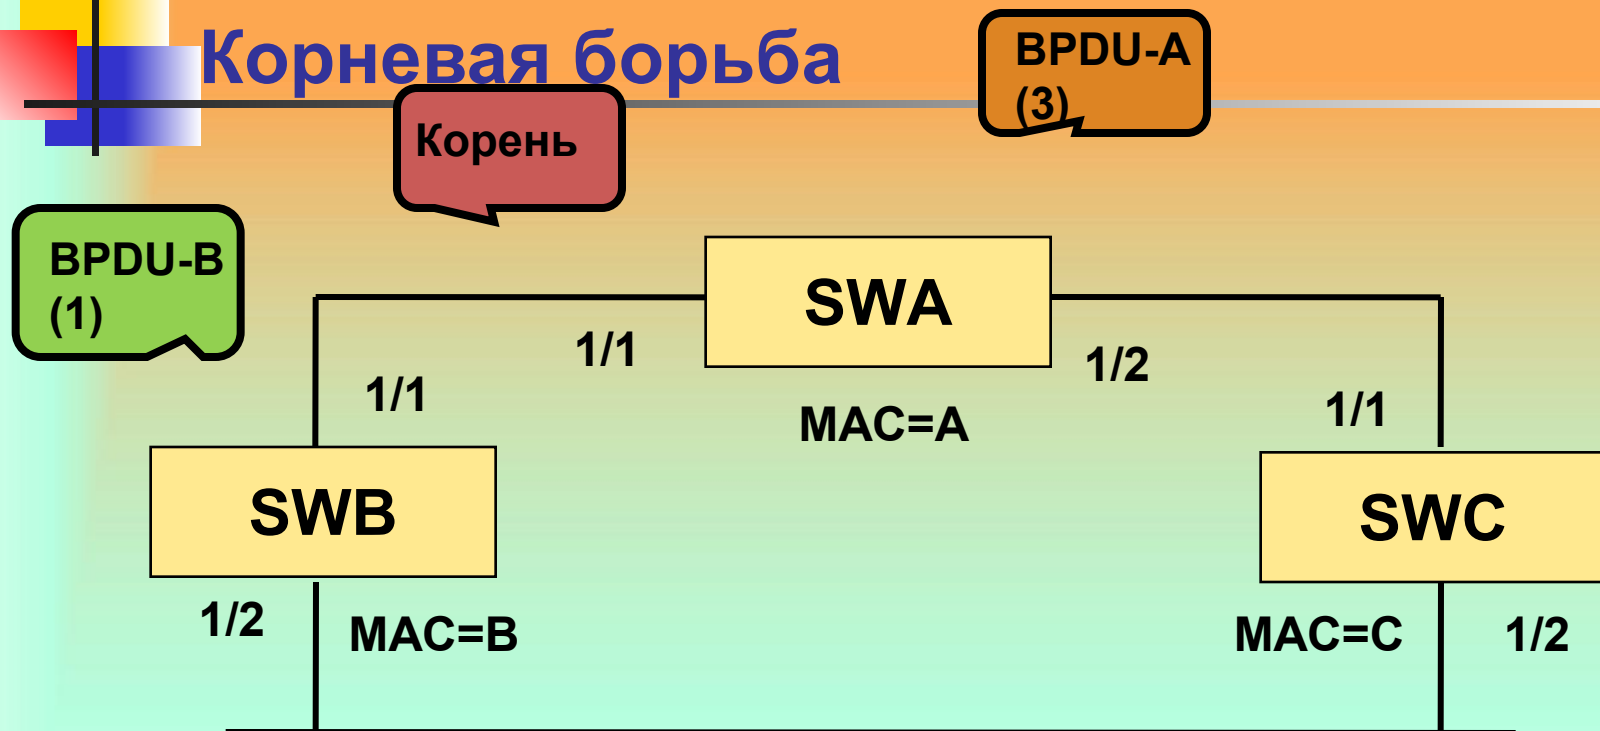 Корневая борьба
BPDU-A
(3)
Корень
BPDU-B
(1)
SWA
1/1
1/2
1/1
1/1
MAC=A
SWB
SWC
1/2
MAC=B
MAC=C
1/2